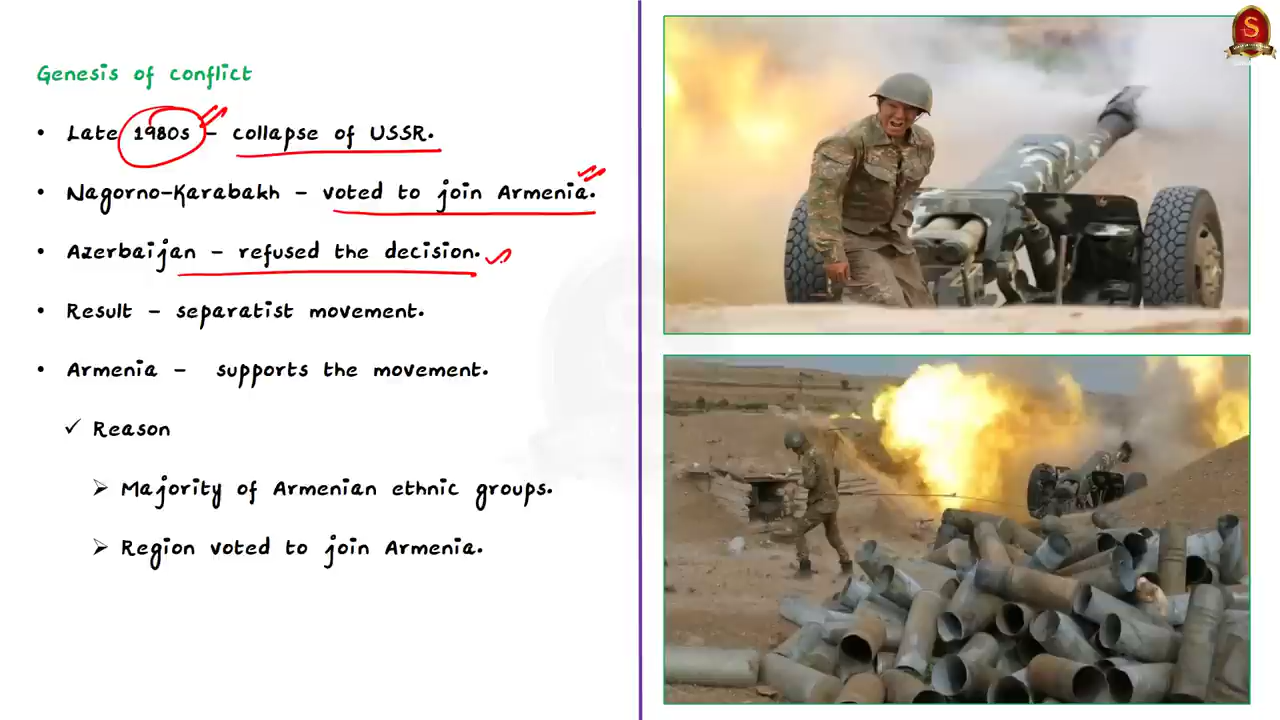 Genesis of conflict
• Late 1980s – collapse of USSR.
• Nagorno-Karabakh – voted to join Armenia.
• Azerbaijan – refused the decision.
• Result – separatist movement.
• Armenia – supports the movement.
✓ Reason
➢ Majority of Armenian ethnic groups.
➢ Region voted to join Armenia.
S